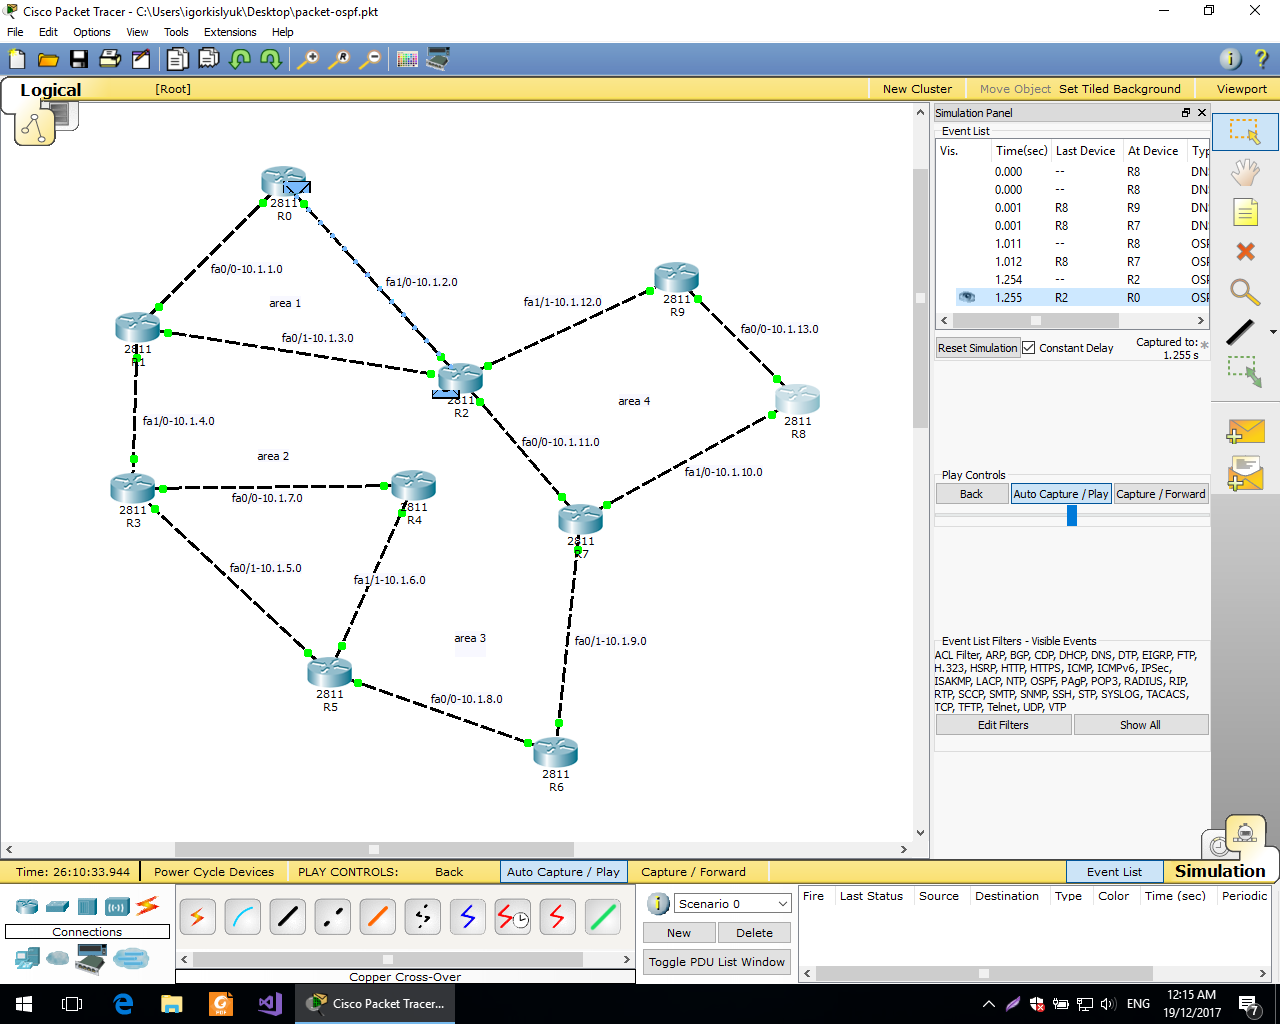 Cisco Packet Tracer - C:\Users\igorkislyuk\Desktop\packet-ospf.pkt
File Edit Options View Tools Extensions Help
Logical [Root] New Cluster Move Object Set Tiled Background Viewport
2811
R0
fa0/0-10.1.1.0
fa1/0-10.1.2.0
area 1
fa0/1-10.1.3.0
2811
R1
2811
R2
fa1/1-10.1.12.0
2811
R9
fa0/0-10.1.13.0
2811
R8
area 4
fa1/0-10.1.4.0
fa0/0-10.1.11.0
area 2
fa1/0-10.1.10.0
fa0/0-10.1.7.0
2811
R3
2811
R4
2811
R7
fa0/1-10.1.5.0
fa1/1-10.1.6.0
area 3
fa0/1-10.1.9.0
2811
R5
fa0/0-10.1.8.0
2811
R6
Simulation Panel
Event List
Vis. Time(sec) Last Device At Device Typ
0.000 -- R8 DN
0.000 -- R8 DN
0.001 R8 R9 DN
0.001 R8 R7 DN
1.011 -- R8 OSP
1.012 R8 R7 OSP
1.254 -- R2 OSP
1.255 R2 R0 OSP
Reset Simulation Constant Delay Captured to: *
1.255 s
Play Controls
Back Auto Capture / Play Capture / Forward
Event List Filters - Visible Events
ACL Filter, ARP, BGP, CDP, DHCP, DNS, DTP, EIGRP, FTP,
H.323, HSRP, HTTP, HTTPS, ICMP, ICMPv6, IPSec,
ISAKMP, LACP, NTP, OSPF, PAgP, POP3, RADIUS, RIP,
RTP, SCCP, SMTP, SNMP, SSH, STP, SYSLOG, TACACS,
TCP, TFTP, Telnet, UDP, VTP
Edit Filters Show All
Time: 26:10:33.944 Power Cycle Devices PLAY CONTROLS: Back Auto Capture / Play Capture / Forward Event List Simulation
Connections
Copper Cross-Over
Scenario 0
New Delete
Toggle PDU List Window
Fire Last Status Source Destination Type Color Time (sec) Periodic
Cisco Packet Tracer...
ENG
12:15 AM
19/12/2017
7